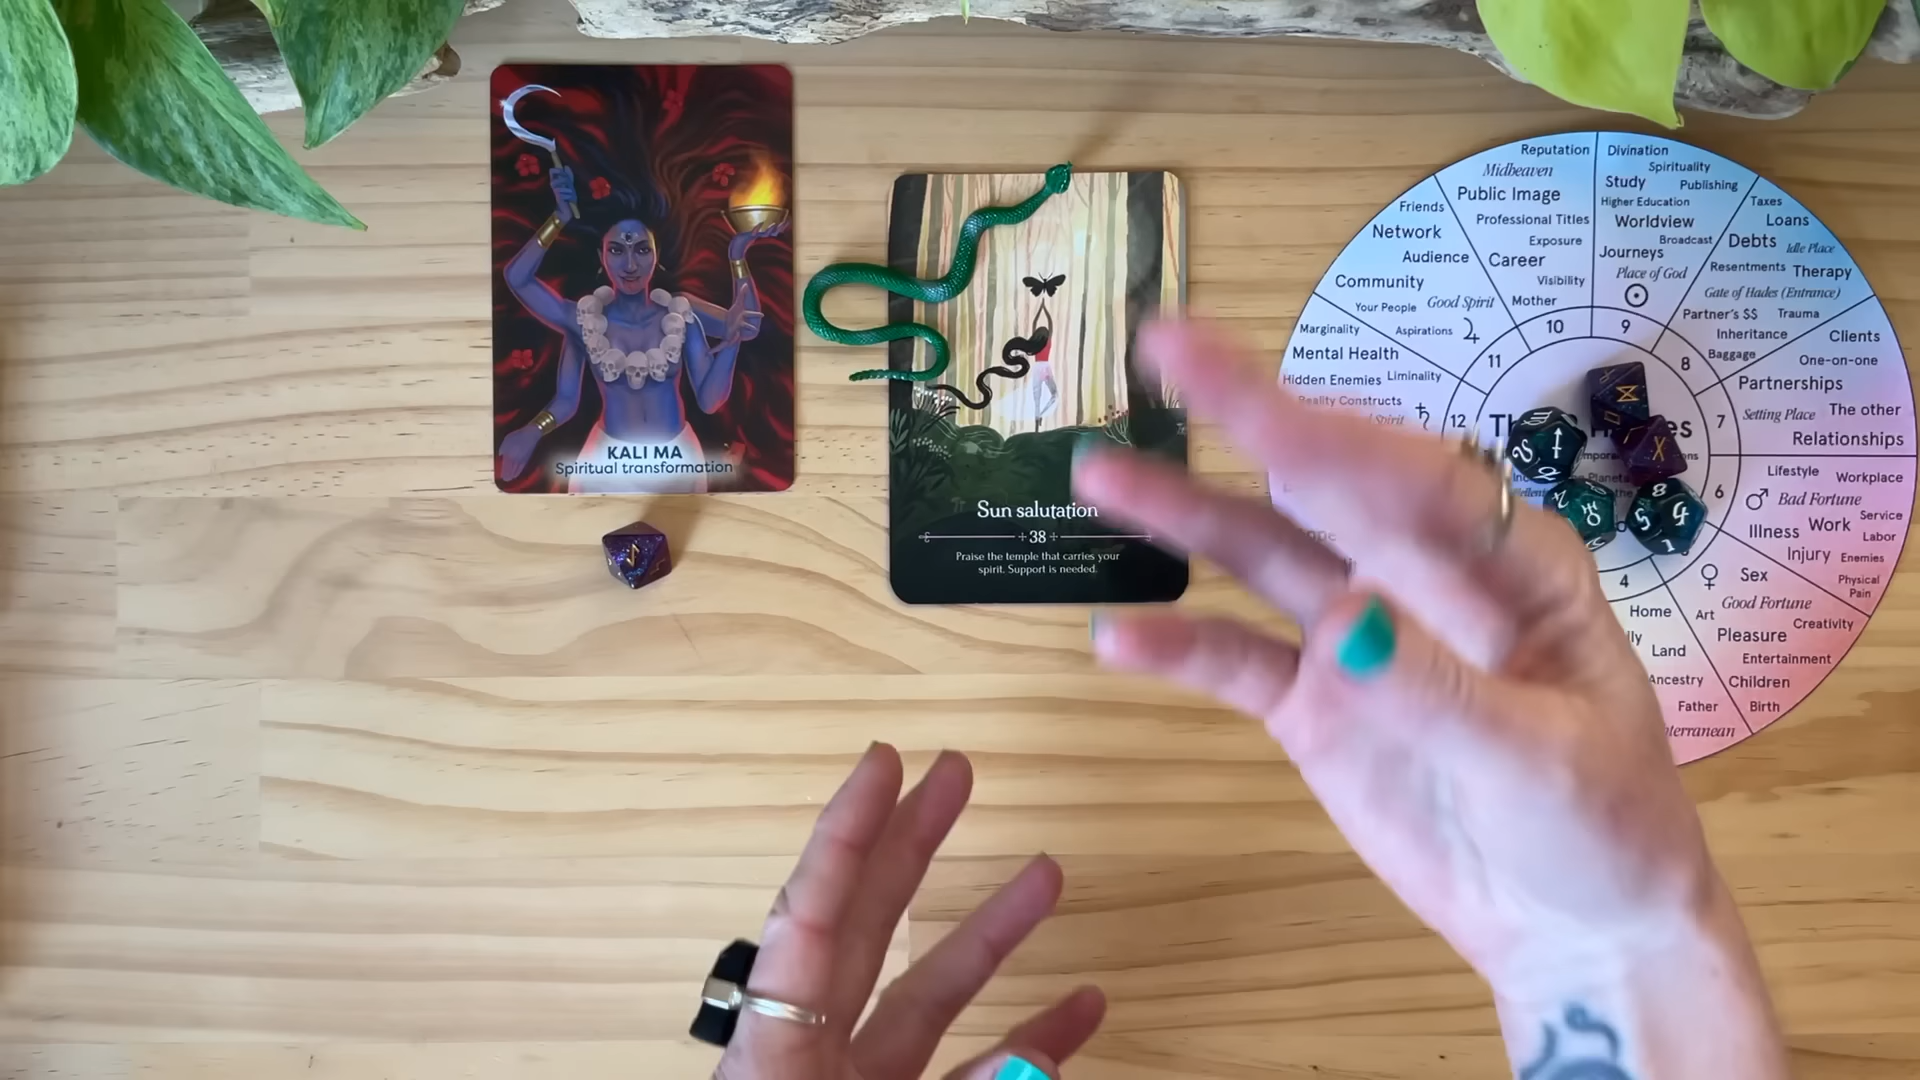 KALI MA
Spiritual transformation
Sun salutation
38
Praise the temple that carries your
spirit. Support is needed.
Reputation
Midheaven
Public Image
Professional Titles
Exposure
Career
Visibility
Mother
10
Divination
Spirituality
Study
Publishing
Higher Education
Worldview
Broadcast
Journeys
Place of God
9
Taxes
Loans
Debts
Idle Place
Resentments
Therapy
Gate of Hades (Entrance)
Partner's $$
Trauma
Inheritance
Baggage
8
Clients
One-on-one
Partnerships
Setting Place
The other
Relationships
7
Lifestyle
Workplace
Bad Fortune
Service
Illness
Work
Labor
Injury
Enemies
Physical
Pain
6
Sex
Good Fortune
Art
Creativity
Pleasure
Entertainment
Children
Birth
4
Home
Land
Father
Friends
Network
Audience
Community
Your People
Good Spirit
Aspirations
11
Marginality
Mental Health
Hidden Enemies
Liminality
Reality Constructs
Spirit
12
8
5
1